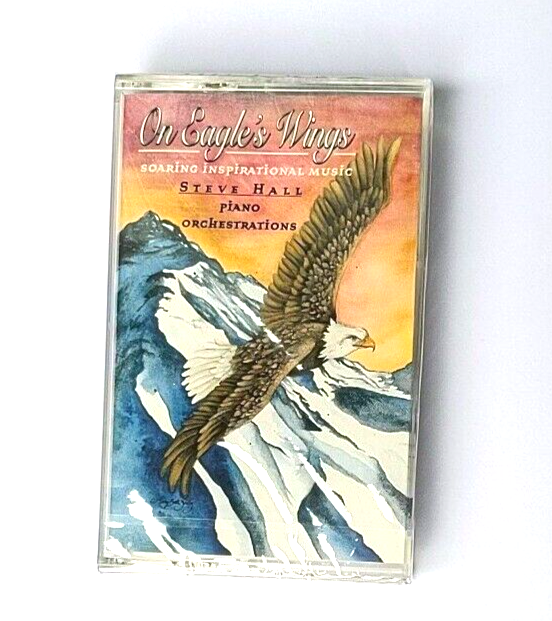 On Eagle's Wings
SOARING INSPIRATIONAL MUSIC
STEVE HALL
PIANO
ORCHESTRATIONS